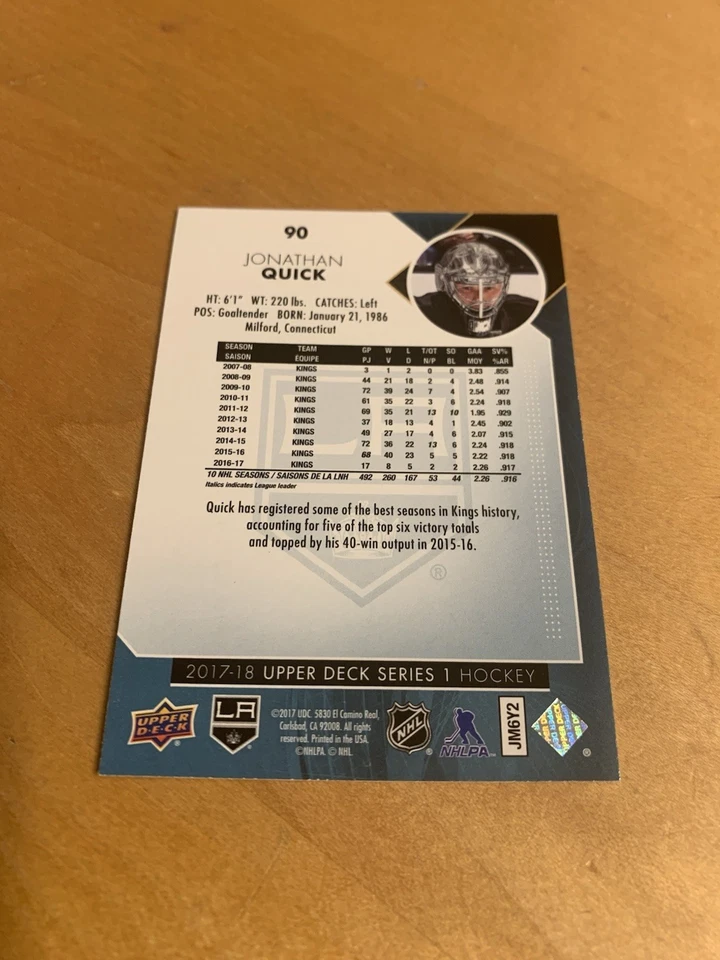 90
JONATHAN
QUICK
HT: 6'1" WT: 220 lbs. CATCHES: Left
POS: Goaltender BORN: January 21, 1986
Milford, Connecticut
SEASON TEAM GP W L T/OT SO GAA SV%
SAISON ÉQUIPE PJ V D N/P BL MOY %AR
2007-08 KINGS 3 1 2 0 0 3.83 .855
2008-09 KINGS 44 21 18 2 4 2.48 .914
2009-10 KINGS 72 39 24 7 4 2.54 .907
2010-11 KINGS 61 35 22 3 6 2.24 .918
2011-12 KINGS 69 35 21 13 10 1.95 .929
2012-13 KINGS 37 18 13 4 1 2.45 .902
2013-14 KINGS 49 27 17 4 6 2.07 .915
2014-15 KINGS 72 36 22 13 6 2.24 .918
2015-16 KINGS 68 40 23 5 5 2.22 .918
2016-17 KINGS 17 8 5 2 2 2.26 .917
10 NHL SEASONS / SAISONS DE LA LNH 492 260 167 53 44 2.26 .916
Italics indicates League leader
Quick has registered some of the best seasons in Kings history,
accounting for five of the top six victory totals
and topped by his 40-win output in 2015-16.
®
2017-18 UPPER DECK SERIES 1 HOCKEY
UPPER
DECK
LA
©2017 UDC. 5830 El Camino Real,
Carlsbad, CA 92008. All rights
reserved. Printed in the USA.
©NHLPA. © NHL
NHL
NHLPA
JM6Y2
®